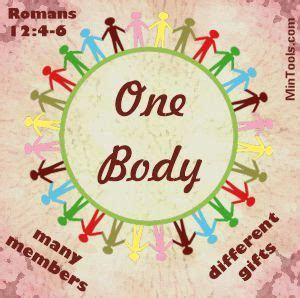 Romans
12:4-6
MinTools.com
One
Body
many
members
different
gifts